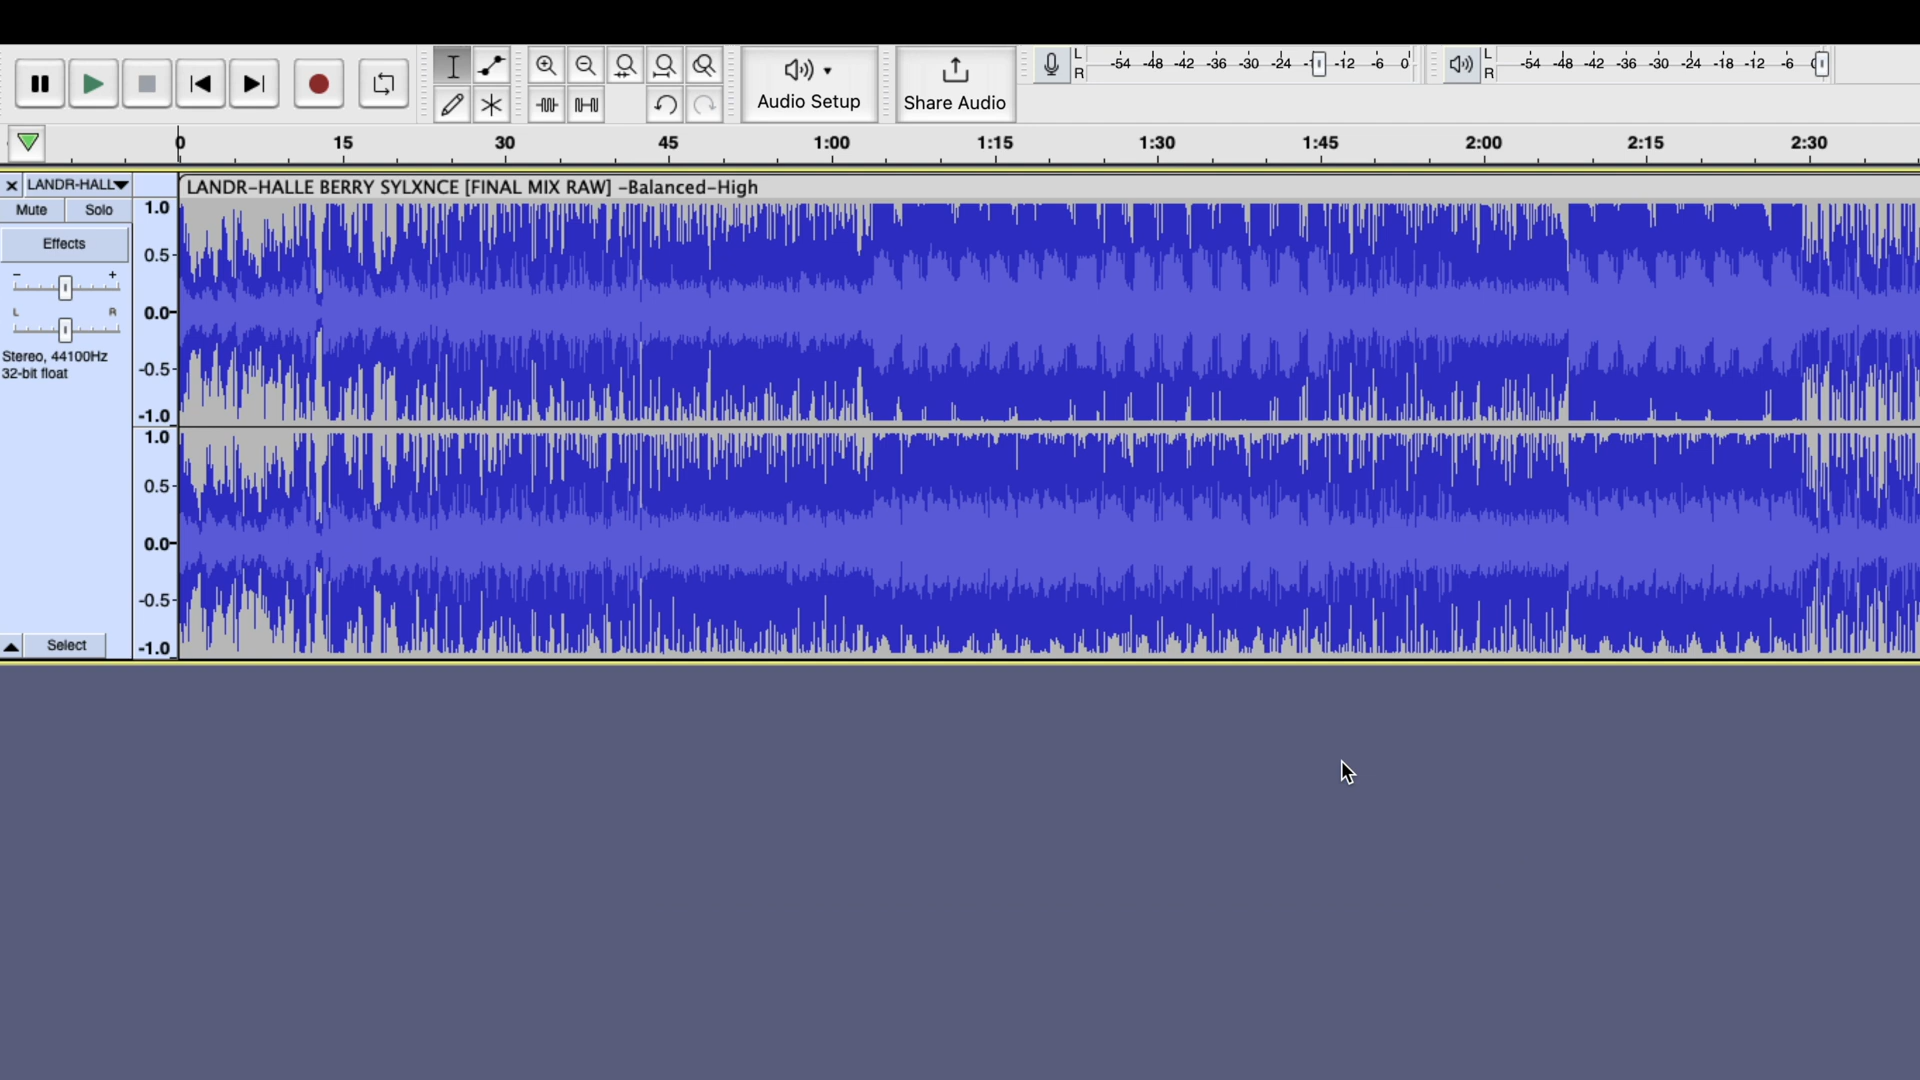 L
R
-54 -48 -42 -36 -30 -24 -12 -6 0
L
R
-54 -48 -42 -36 -30 -24 -18 -12 -6
Audio Setup
Share Audio
0 15 30 45 1:00 1:15 1:30 1:45 2:00 2:15 2:30
LANDR-HALL
LANDR-HALLE BERRY SYLXNCE [FINAL MIX RAW] -Balanced-High
Mute Solo
Effects
- +
L R
Stereo, 44100Hz
32-bit float
1.0
0.5
0.0
-0.5
-1.0
1.0
0.5
0.0
-0.5
-1.0
Select